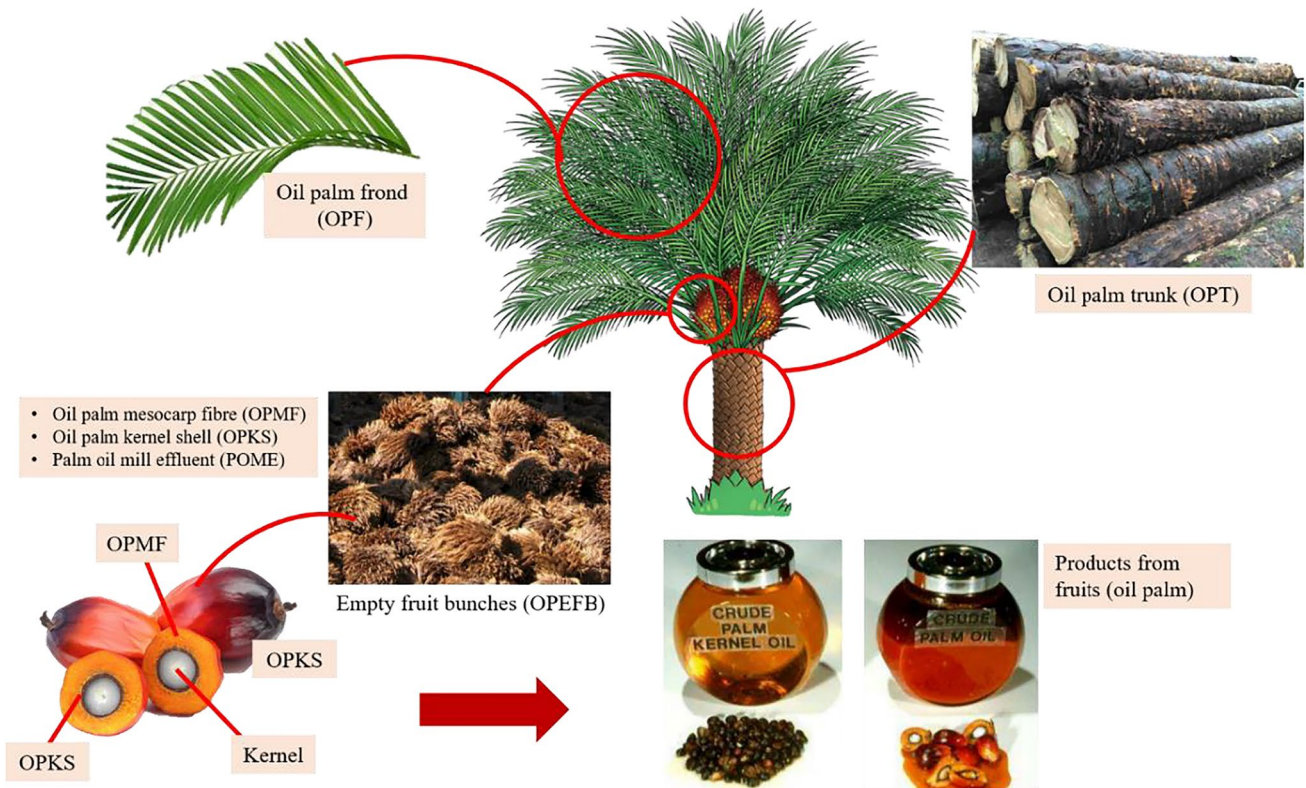 Oil palm frond
(OPF)
Oil palm trunk (OPT)
• Oil palm mesocarp fibre (OPMF)
• Oil palm kernel shell (OPKS)
• Palm oil mill effluent (POME)
OPMF
Empty fruit bunches (OPEFB)
OPKS
OPKS
Kernel
CRUDE
PALM
KERNEL OIL
CRUDE
PALM OIL
Products from
fruits (oil palm)